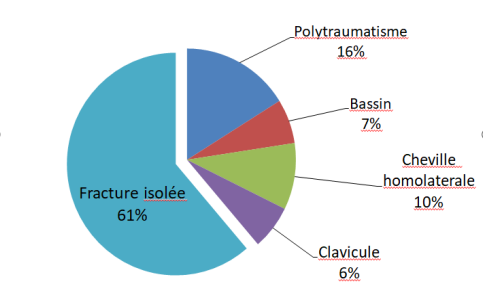 Polytraumatisme
16%
Bassin
7%
Cheville
homolaterale
10%
Clavicule
6%
Fracture isolée
61%